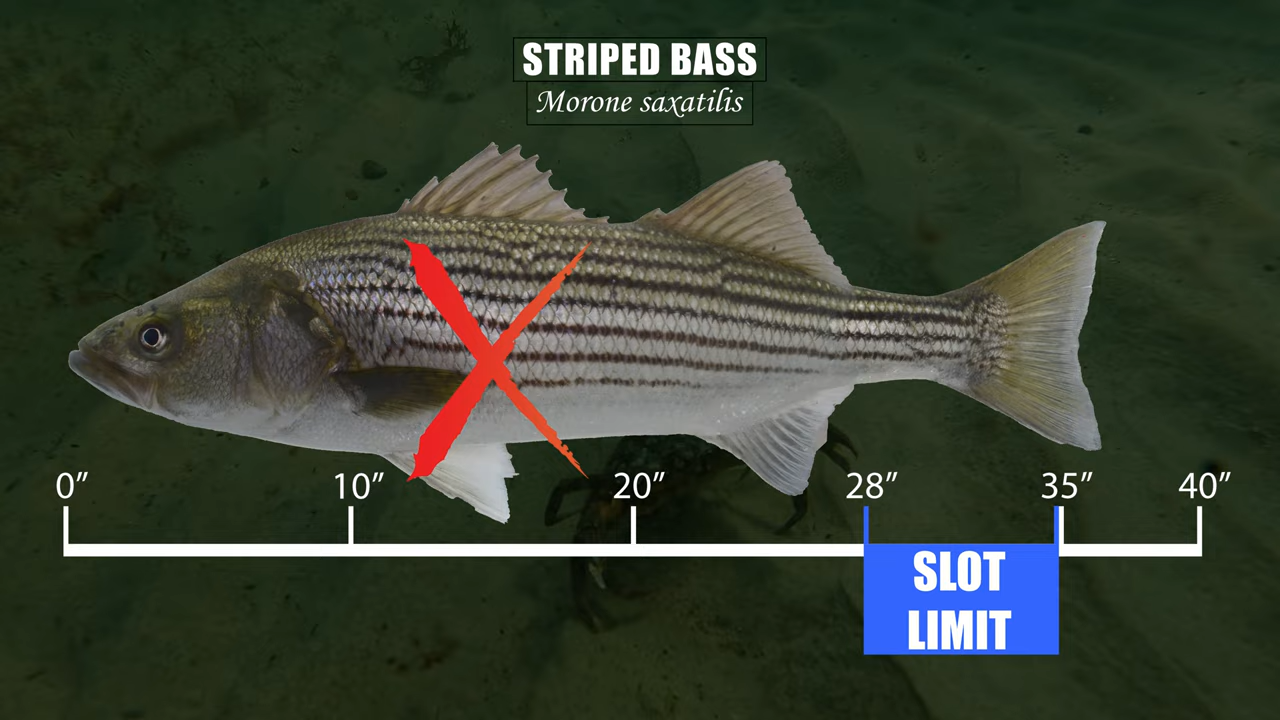 STRIPED BASS
Morone saxatilis
0” 10” 20” 28” 35” 40”
SLOT
LIMIT